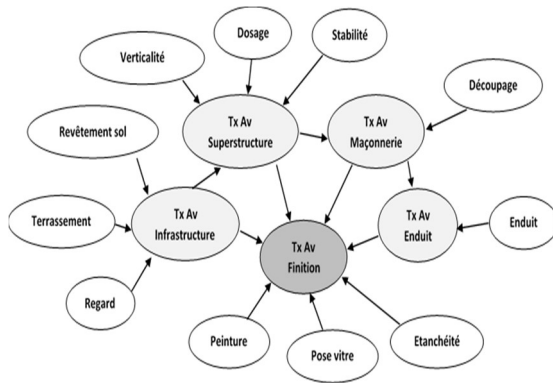 Dosage
Stabilité
Verticalité
Découpage
Tx Av
Superstructure
Tx Av
Maçonnerie
Revêtement sol
Terrassement
Tx Av
Infrastructure
Tx Av
Enduit
Enduit
Tx Av
Finition
Regard
Peinture
Pose vitre
Etanchéité